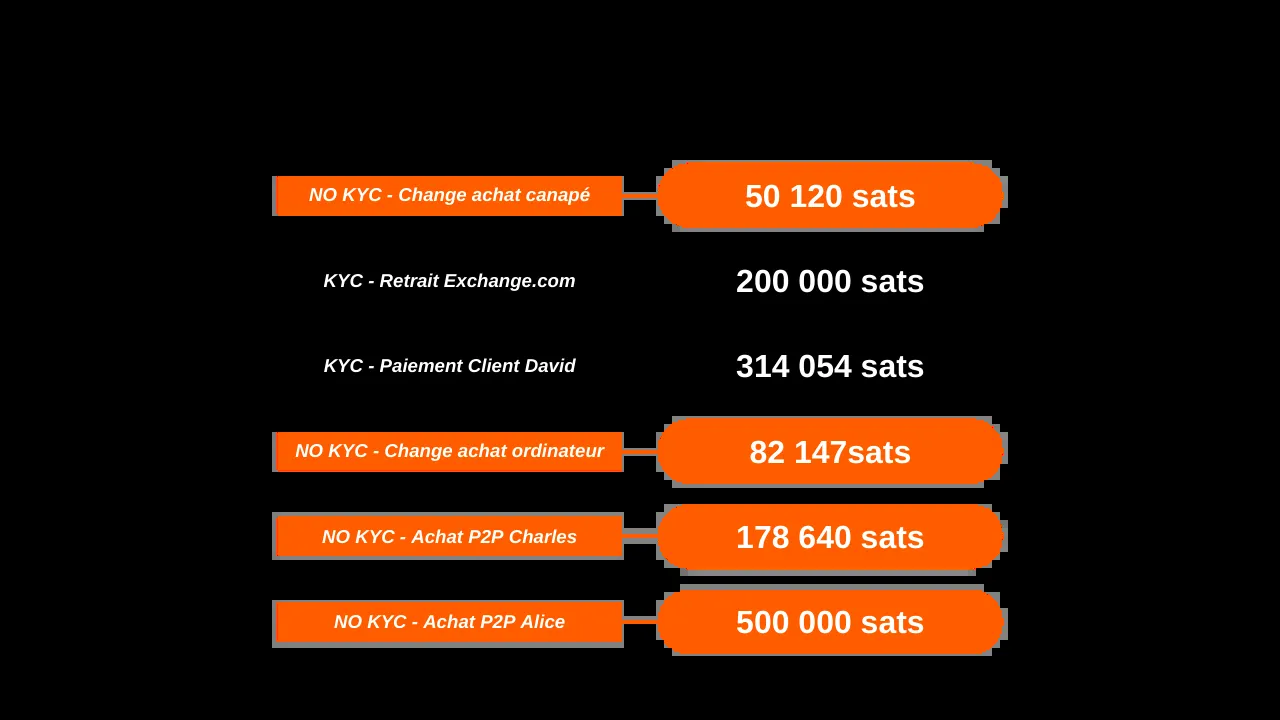 NO KYC - Change achat canapé 50 120 sats
KYC - Retrait Exchange.com 200 000 sats
KYC - Paiement Client David 314 054 sats
NO KYC - Change achat ordinateur 82 147sats
NO KYC - Achat P2P Charles 178 640 sats
NO KYC - Achat P2P Alice 500 000 sats